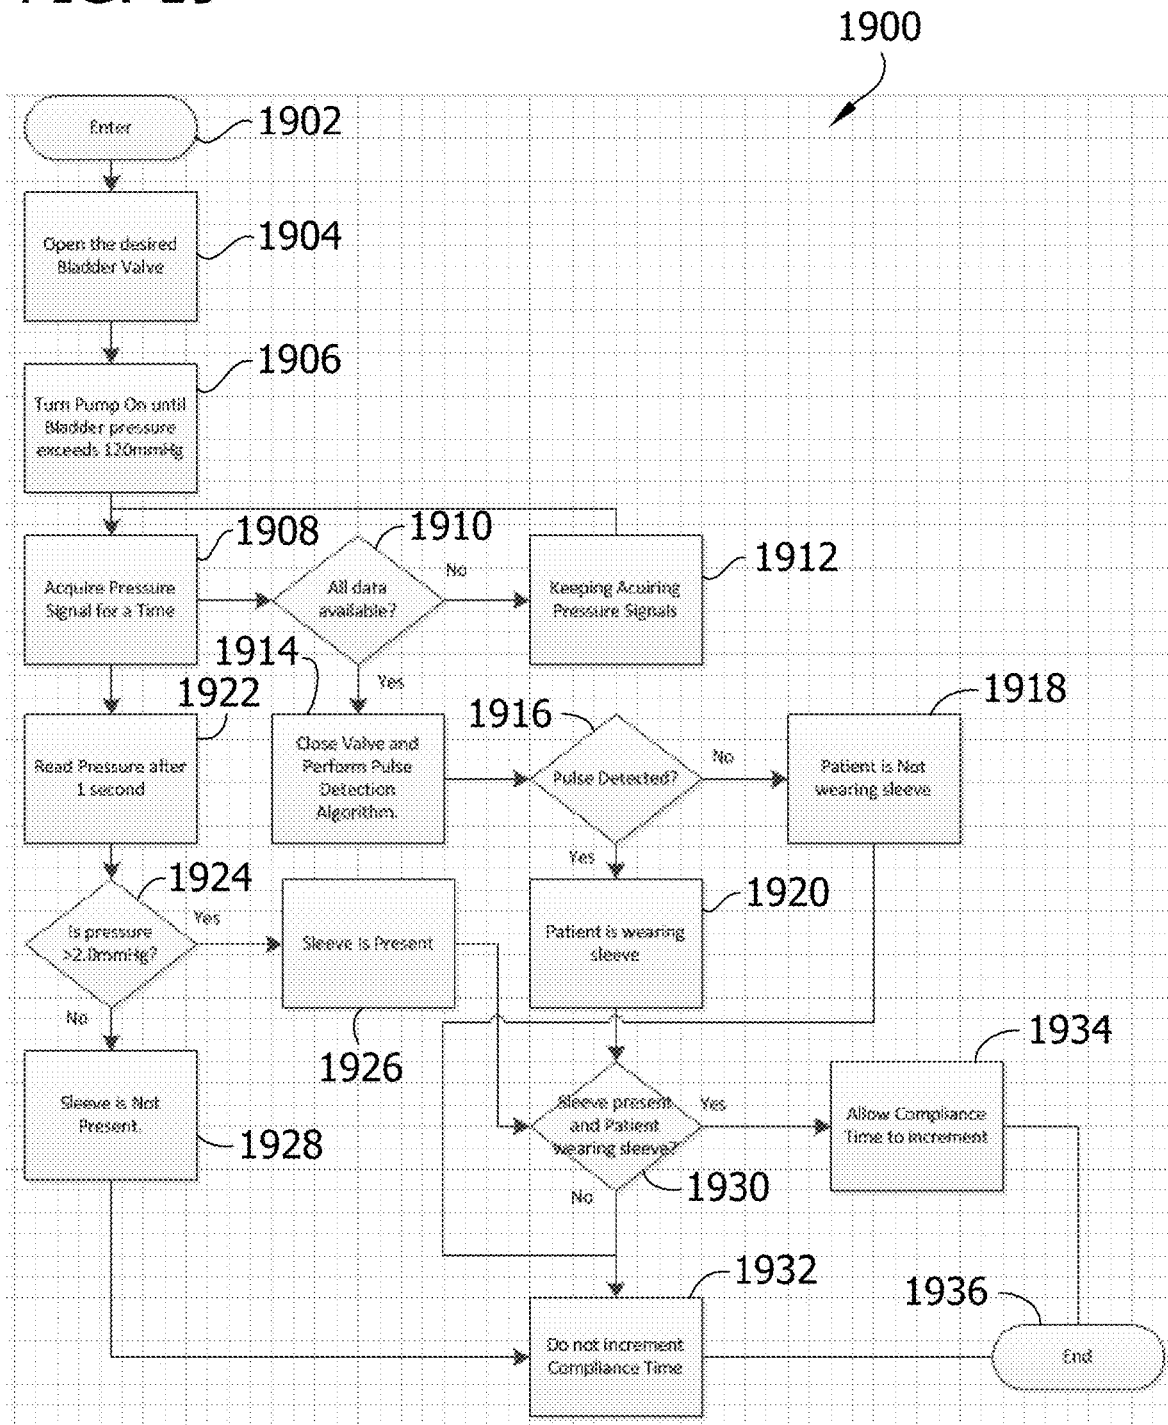 1900
Enter
1902
Open the desired
Bladder Valve
1904
1906
Turn Pump On until
Bladder pressure
exceeds 120mmHg
1908
1910
Acquire Pressure
Signal for a Time
All data
available?
No
Keeping Acuiring
Pressure Signals
1912
1914
Yes
1922
1916
1918
Read Pressure after
1 second
Close Valve and
Perform Pulse
Detection
Algorithm.
Pulse Detected?
No
Patient is Not
wearing sleeve
Yes
1924
1920
Is pressure
>2.0mmHg?
Yes
Sleeve is Present
Patient is wearing
sleeve
No
1926
1934
Sleeve is Not
Present.
1928
Sleeve present
and Patient
wearing sleeve?
Yes
Allow Compliance
Time to increment
No
1930
1932
1936
Do not increment
Compliance Time
End